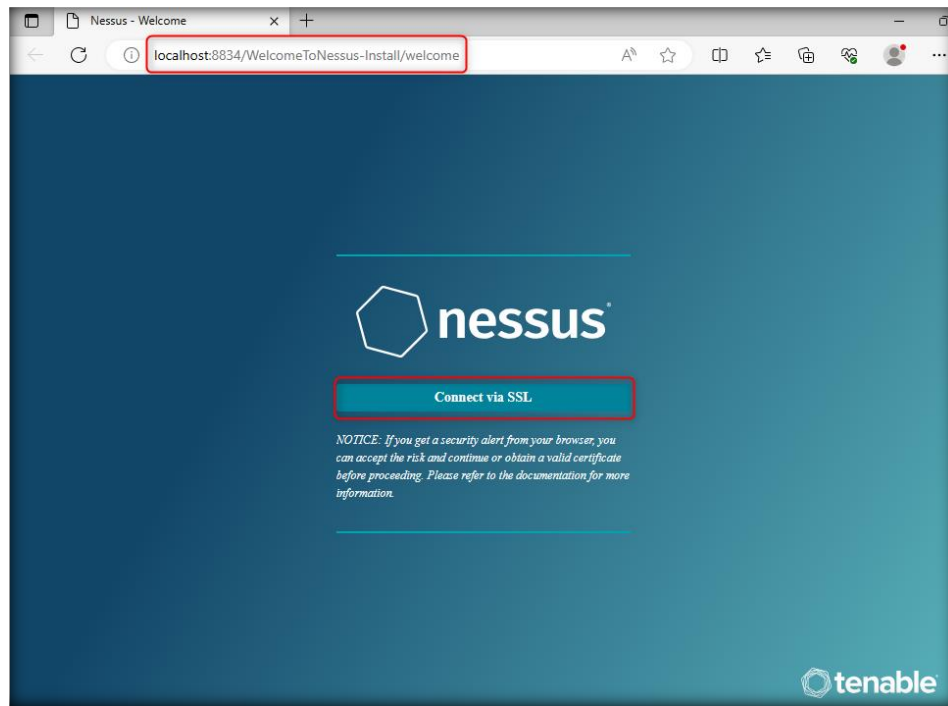 Nessus - Welcome
localhost:8834/WelcomeToNessus-Install/welcome
nessus
Connect via SSL
NOTICE: If you get a security alert from your browser, you
can accept the risk and continue or obtain a valid certificate
before proceeding. Please refer to the documentation for more
information.
tenable